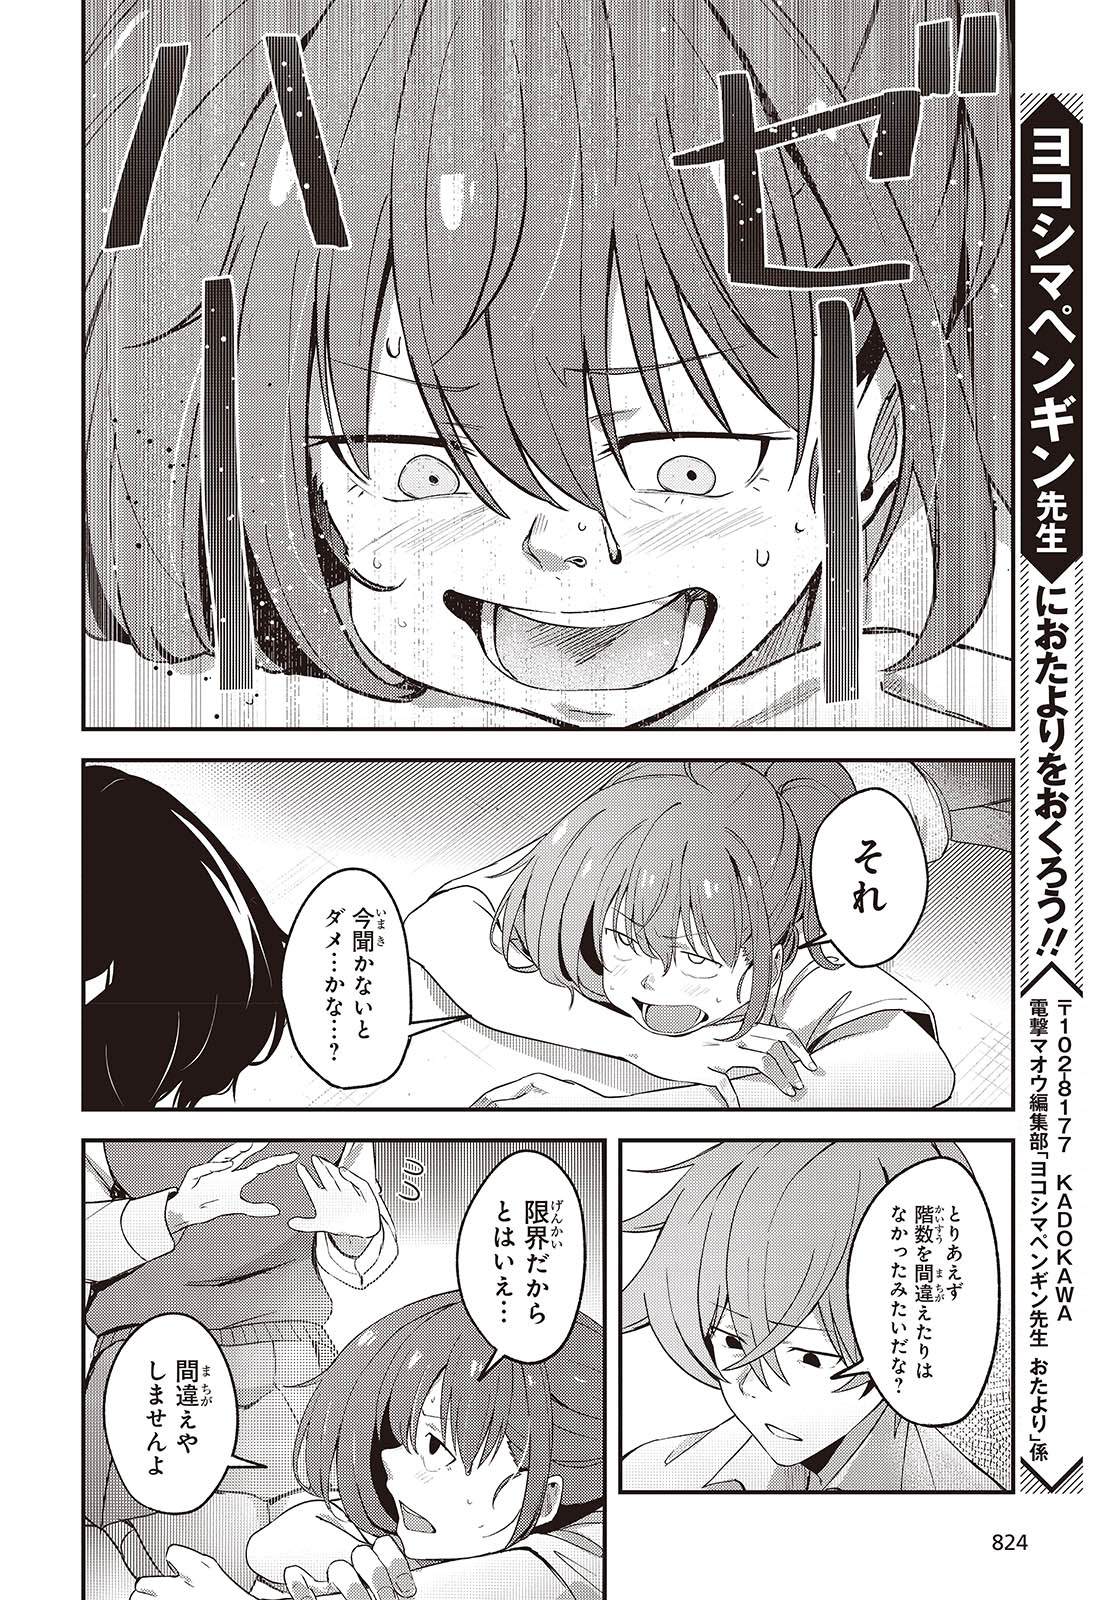 ゼー
ハー
それ
今聞かないと
ダメ…かな…?
とりあえず
階数を間違えたりは
なかったみたいだな?
限界だから
とはいえ…
間違えや
しませんよ
ヨコシマペンギン先生におたよりをおくろう!!
〒102-8177 KADOKAWA
電撃マオウ編集部「ヨコシマペンギン先生 おたより」係
824